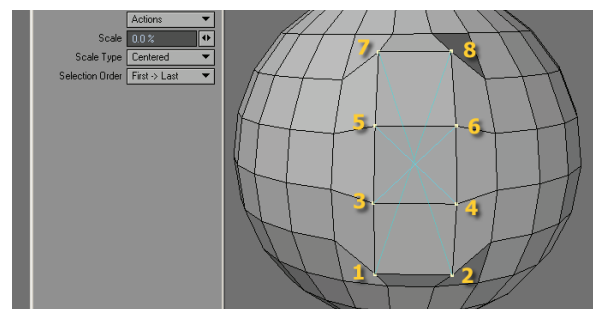 Actions
Scale 0.0 %
Scale Type Centered
Selection Order First -> Last
7 8
5 6
3 4
1 2